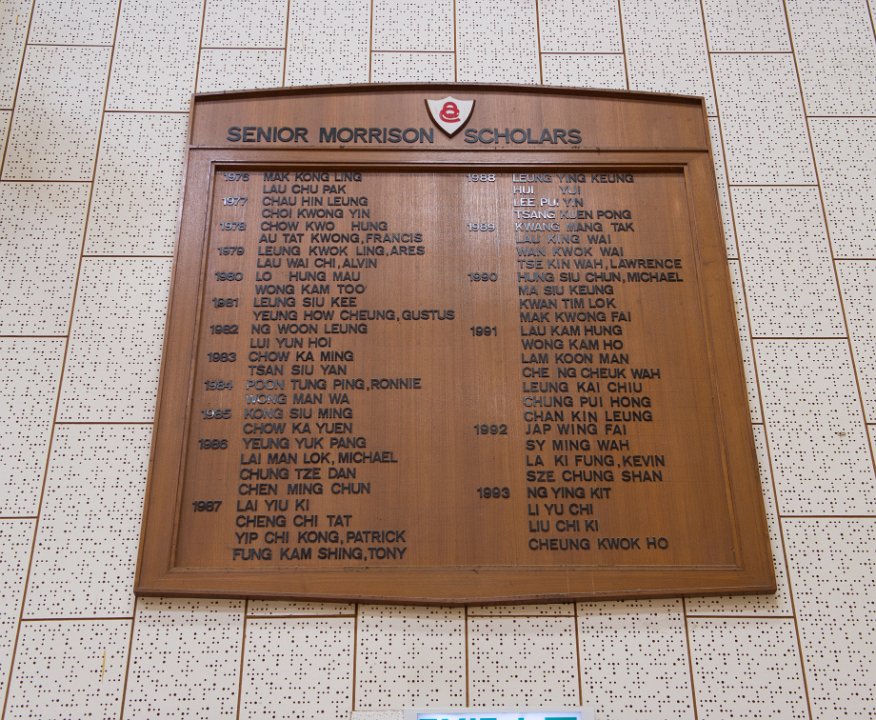 SENIOR MORRISON SCHOLARS
1976 MAK KONG LING
LAU CHU PAK
1977 CHAU HIN LEUNG
CHOI KWONG YIN
1978 CHOW KWO HUNG
AU TAT KWONG, FRANCIS
1979 LEUNG KWOK LING, ARES
LAU WAI CHI, ALVIN
1980 LO HUNG MAU
WONG KAM TOO
1981 LEUNG SIU KEE
YEUNG HOW CHEUNG, GUSTUS
1982 NG WOON LEUNG
LUI YUN HOI
1983 CHOW KA MING
TSAN SIU YAN
1984 POON TUNG PING, RONNIE
WONG MAN WA
1985 KONG SIU MING
CHOW KA YUEN
1986 YEUNG YUK PANG
LAI MAN LOK, MICHAEL
CHUNG TZE DAN
CHEN MING CHUN
1987 LAI YIU KI
CHENG CHI TAT
YIP CHI KONG, PATRICK
FUNG KAM SHING, TONY
1988 LEUNG YING KEUNG
HUI YUI
LEE PUI YIN
TSANG KUEN PONG
1989 KWANG MANG TAK
LAU KING WAI
WAN KWOK WAI
TSE KIN WAH, LAWRENCE
1990 HUNG SIU CHUN, MICHAEL
MA SIU KEUNG
KWAN TIM LOK
MAK KWONG FAI
1991 LAU KAM HUNG
WONG KAM HO
LAM KOON MAN
CHE NG CHEUK WAH
LEUNG KAI CHIU
CHUNG PUI HONG
CHAN KIN LEUNG
1992 JAP WING FAI
SY MING WAH
LA KI FUNG, KEVIN
SZE CHUNG SHAN
1993 NG YING KIT
LI YU CHI
LIU CHI KI
CHEUNG KWOK HO